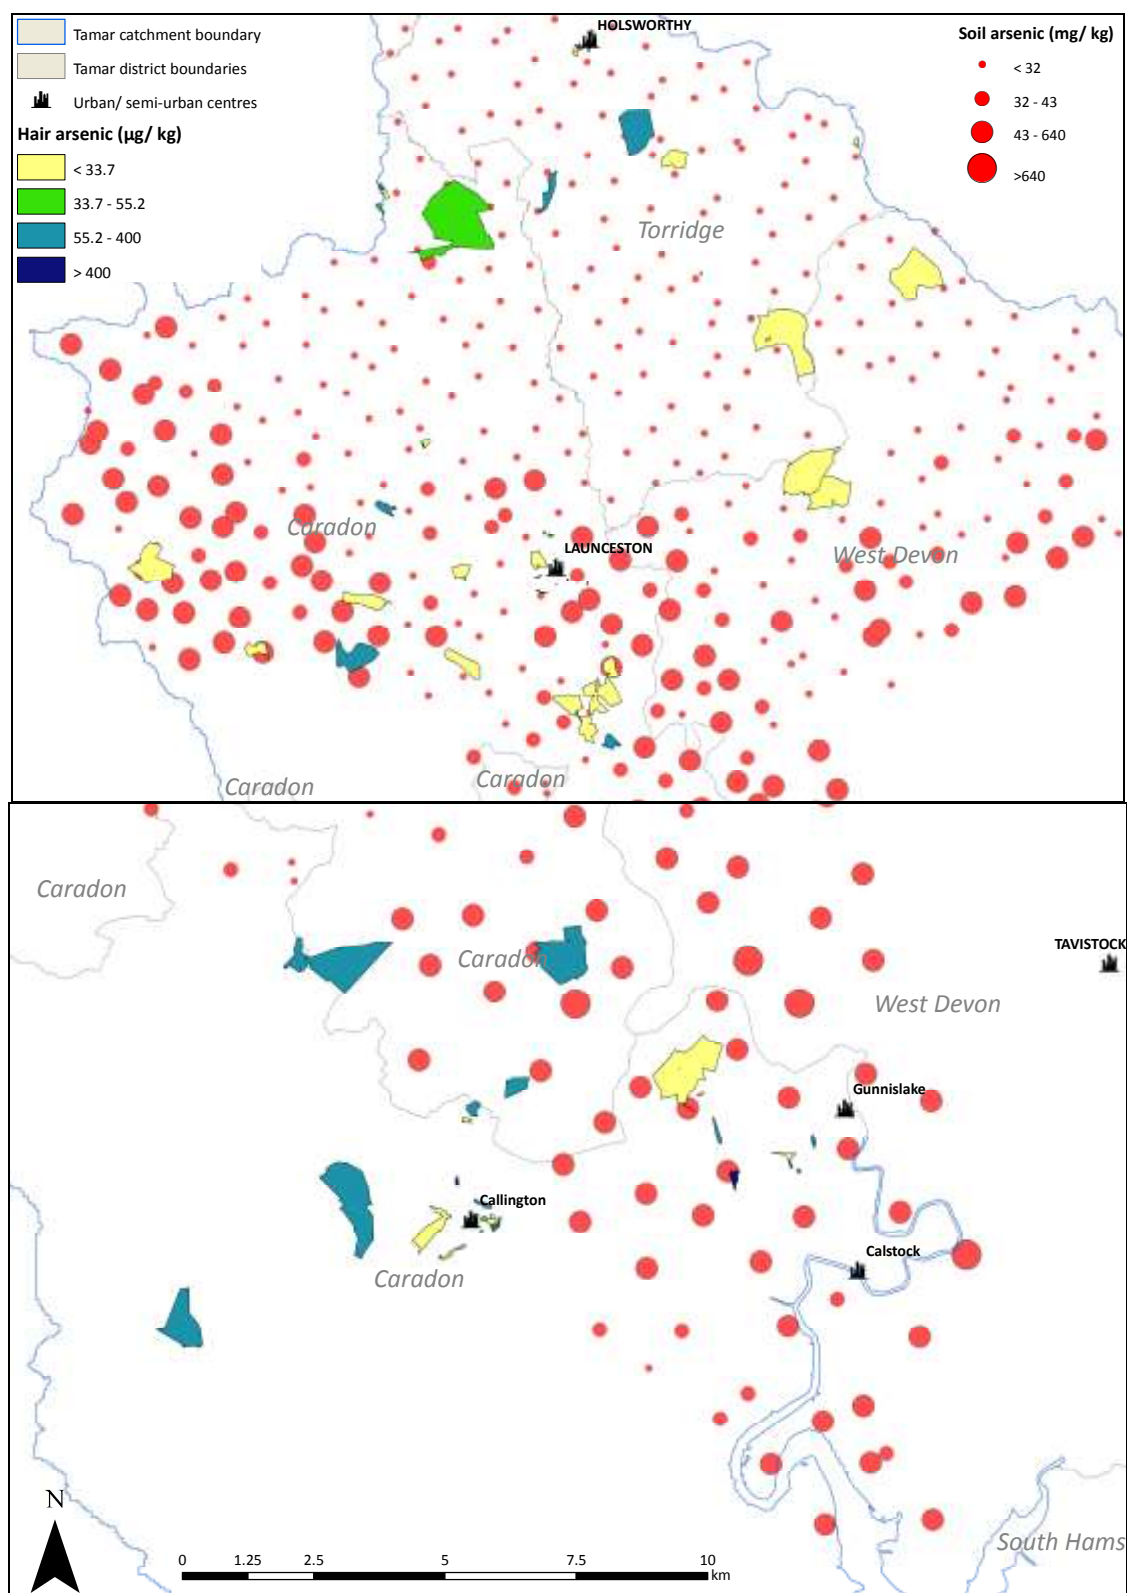 HOLSWORTHY
Tamar catchment boundary
Tamar district boundaries
Urban/ semi-urban centres
Hair arsenic (µg/ kg)
< 33.7
33.7 - 55.2
55.2 - 400
> 400
Soil arsenic (mg/ kg)
< 32
32 - 43
43 - 640
>640
Torridge
Caradon
LAUNCESTON
West Devon
Caradon
Caradon
Caradon
Caradon
TAVISTOCK
West Devon
Gunnislake
Callington
Calstock
Caradon
South Hams
N
0 1.25 2.5 5 7.5 10
km